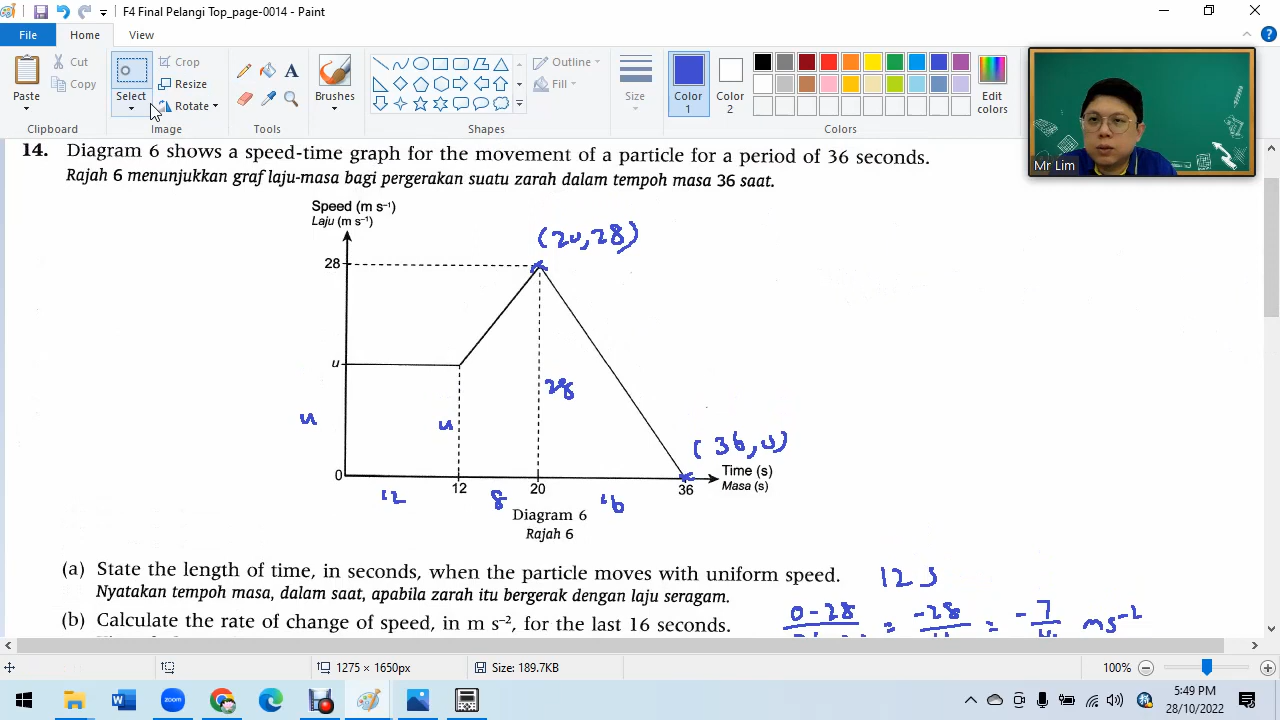 F4 Final Pelangi Top_page-0014 - Paint
File Home View
Paste Cut Copy Clipboard
Select Crop Resize Rotate Image
Tools
Brushes
Shapes
Outline Fill
Size
Color 1
Color 2
Edit colors
Colors
Mr Lim
14. Diagram 6 shows a speed-time graph for the movement of a particle for a period of 36 seconds.
Rajah 6 menunjukkan graf laju-masa bagi pergerakan suatu zarah dalam tempoh masa 36 saat.
Speed (m s⁻¹)
Laju (m s⁻¹)
(20,28)
28
u
28
u
u
(36,0)
0
12 20 36
Time (s)
Masa (s)
12 8 16
Diagram 6
Rajah 6
(a) State the length of time, in seconds, when the particle moves with uniform speed. 12 s
Nyatakan tempoh masa, dalam saat, apabila zarah itu bergerak dengan laju seragam.
(b) Calculate the rate of change of speed, in m s⁻², for the last 16 seconds.
0-28 = -28 = -7 ms⁻²
1275 × 1650px
Size: 189.7KB
100%
W zoom
5:49 PM
28/10/2022